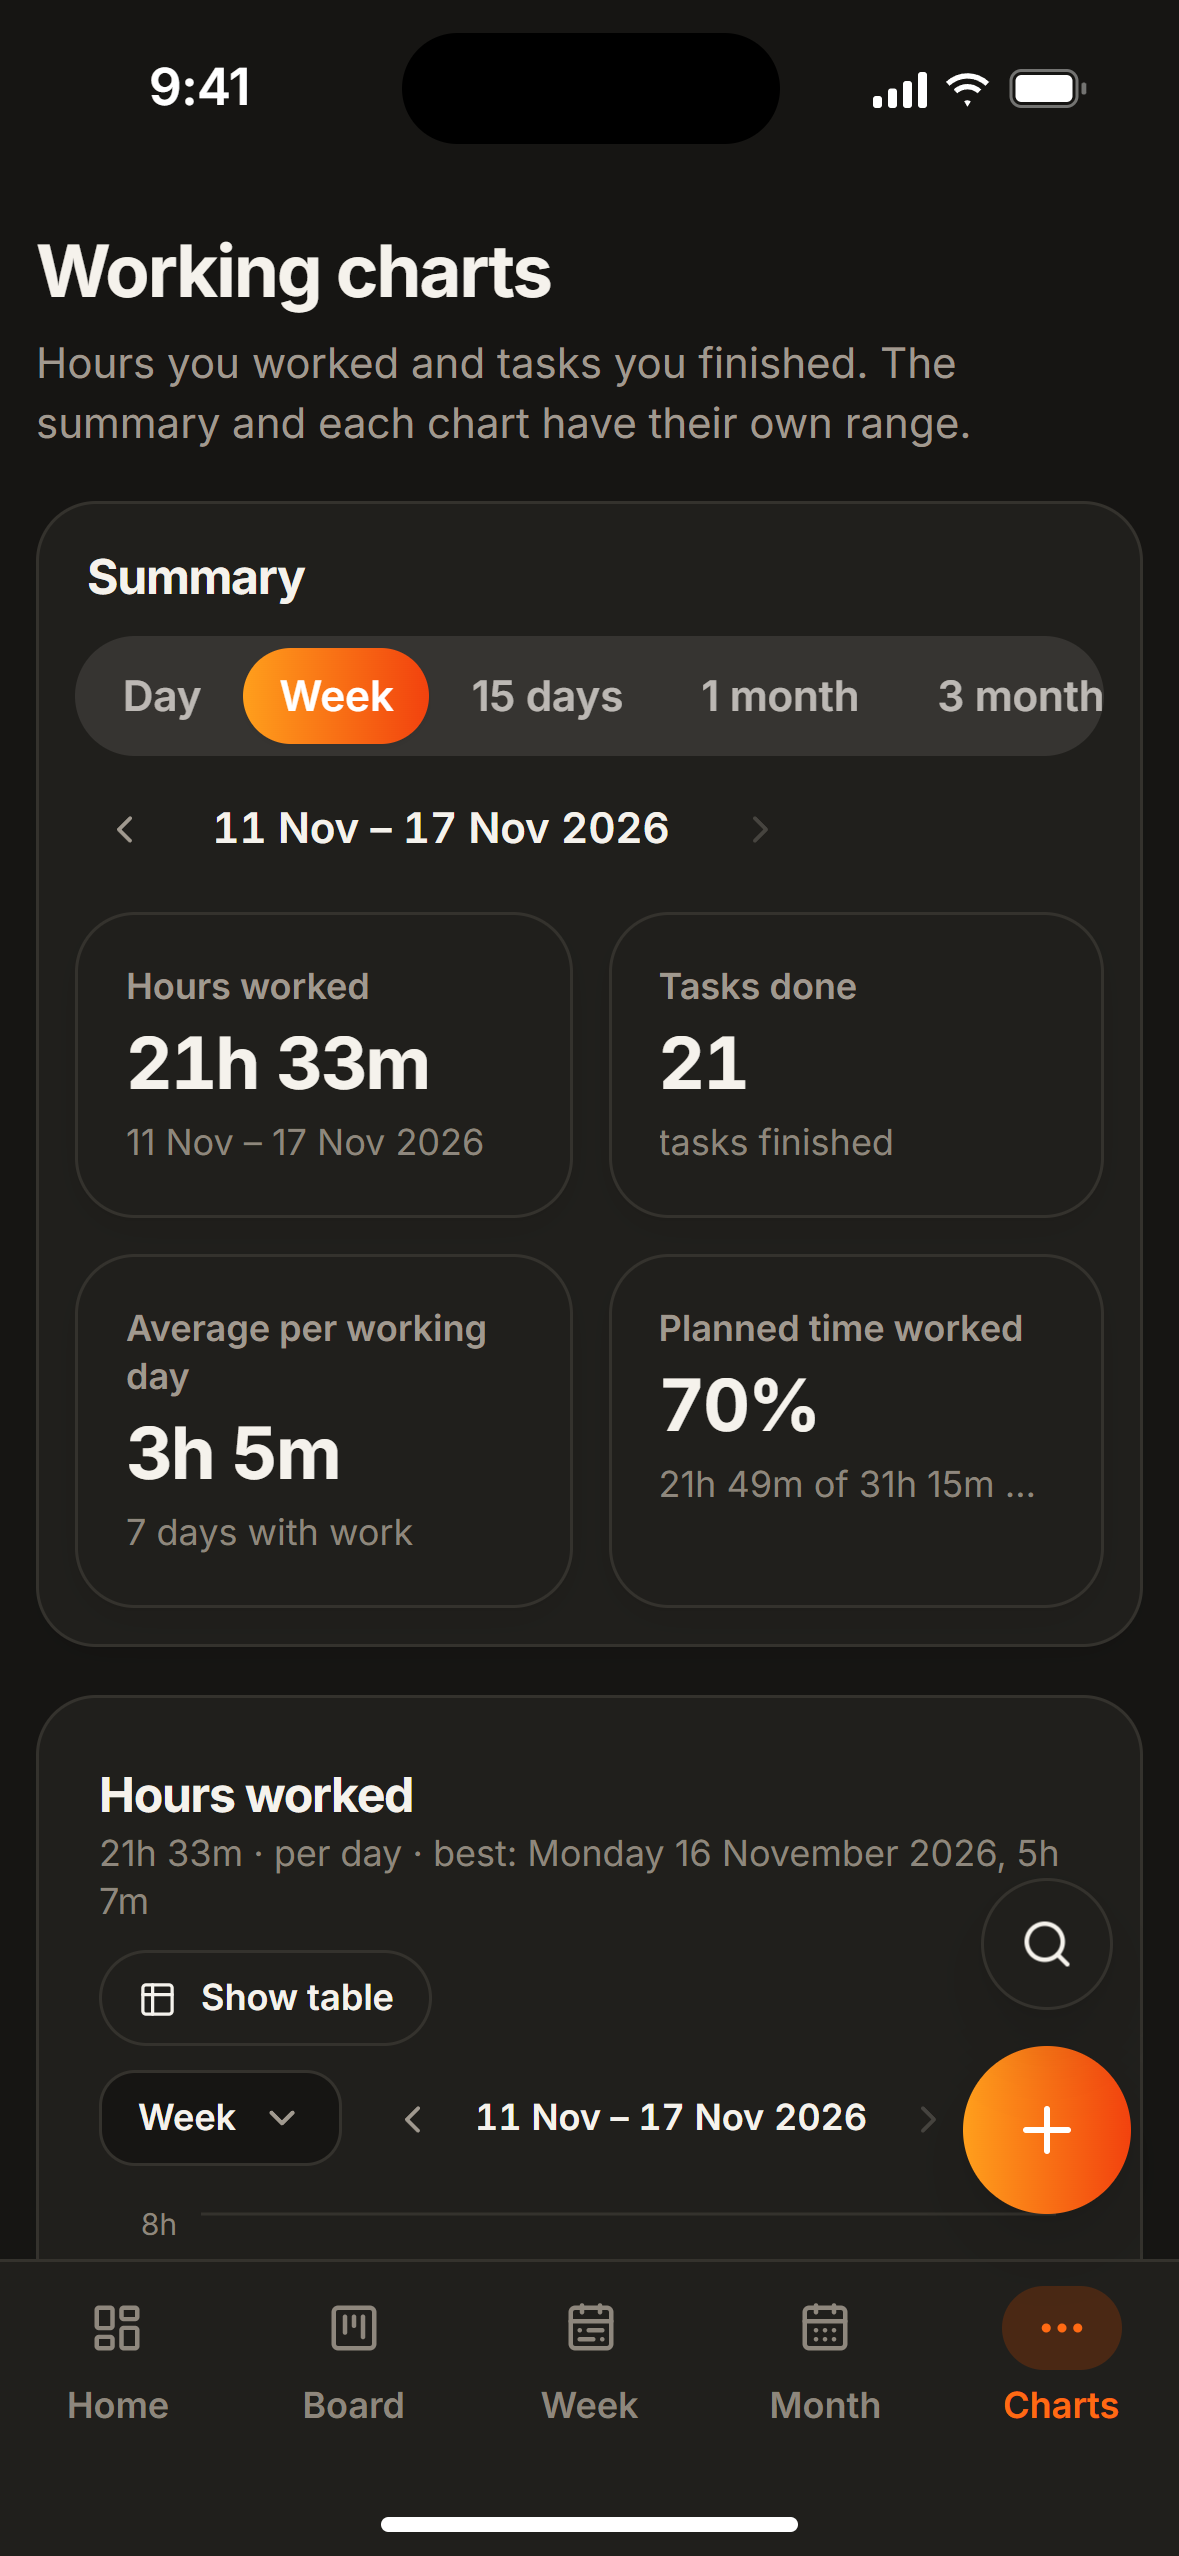 9:41
Working charts
Hours you worked and tasks you finished. The
summary and each chart have their own range.
Summary
Day Week 15 days 1 month 3 month
11 Nov – 17 Nov 2026
Hours worked
21h 33m
11 Nov – 17 Nov 2026
Tasks done
21
tasks finished
Average per working
day
3h 5m
7 days with work
Planned time worked
70%
21h 49m of 31h 15m ...
Hours worked
21h 33m · per day · best: Monday 16 November 2026, 5h
7m
Show table
Week 11 Nov – 17 Nov 2026
8h
Home Board Week Month Charts